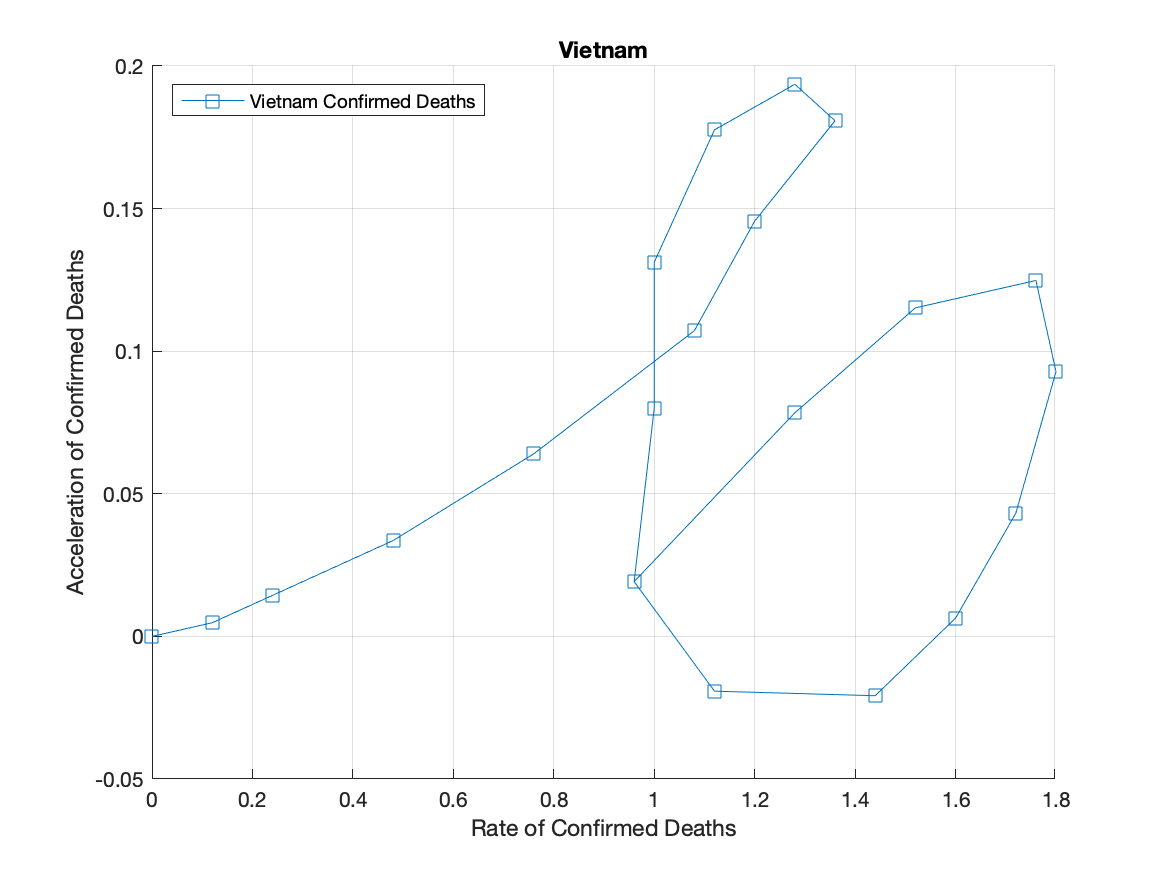 Vietnam
Vietnam Confirmed Deaths
0.2
0.15
0.1
0.05
0
-0.05
Acceleration of Confirmed Deaths
0 0.2 0.4 0.6 0.8 1 1.2 1.4 1.6 1.8
Rate of Confirmed Deaths